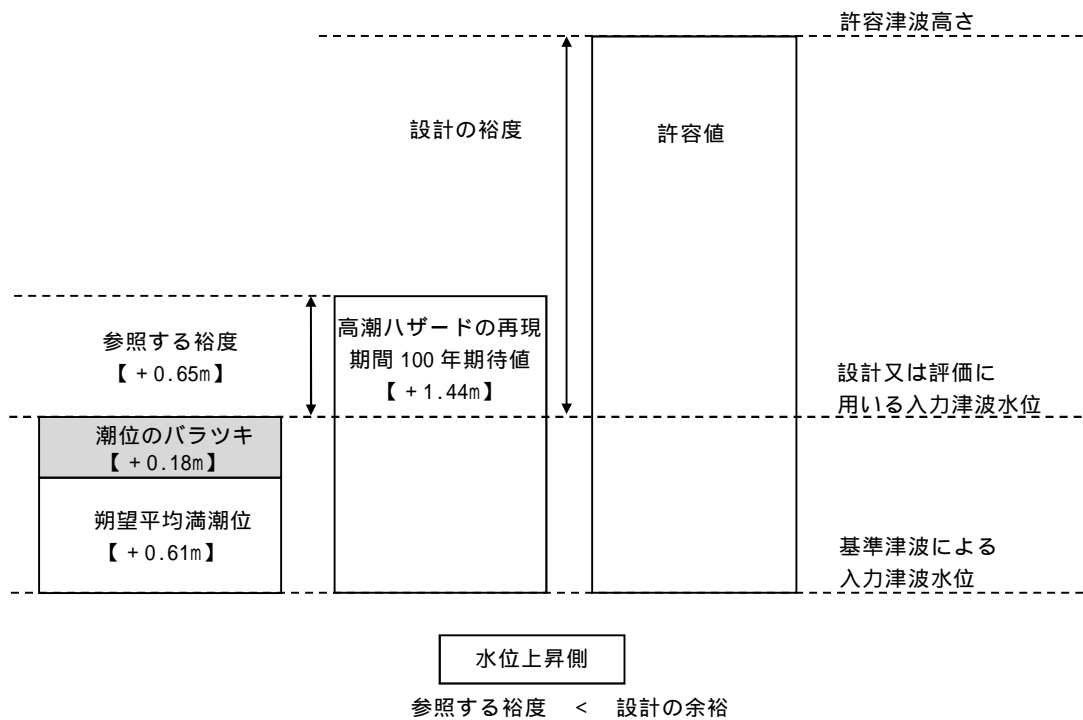 許容津波高さ
設計の裕度
許容値
高潮ハザードの再現
期間 100 年期待値
【 +1.44m】
参照する裕度
【 +0.65m】
設計又は評価に
用いる入力津波水位
潮位のバラツキ
【 +0.18m】
朔望平均満潮位
【 +0.61m】
基準津波による
入力津波水位
水位上昇側
参照する裕度 < 設計の余裕